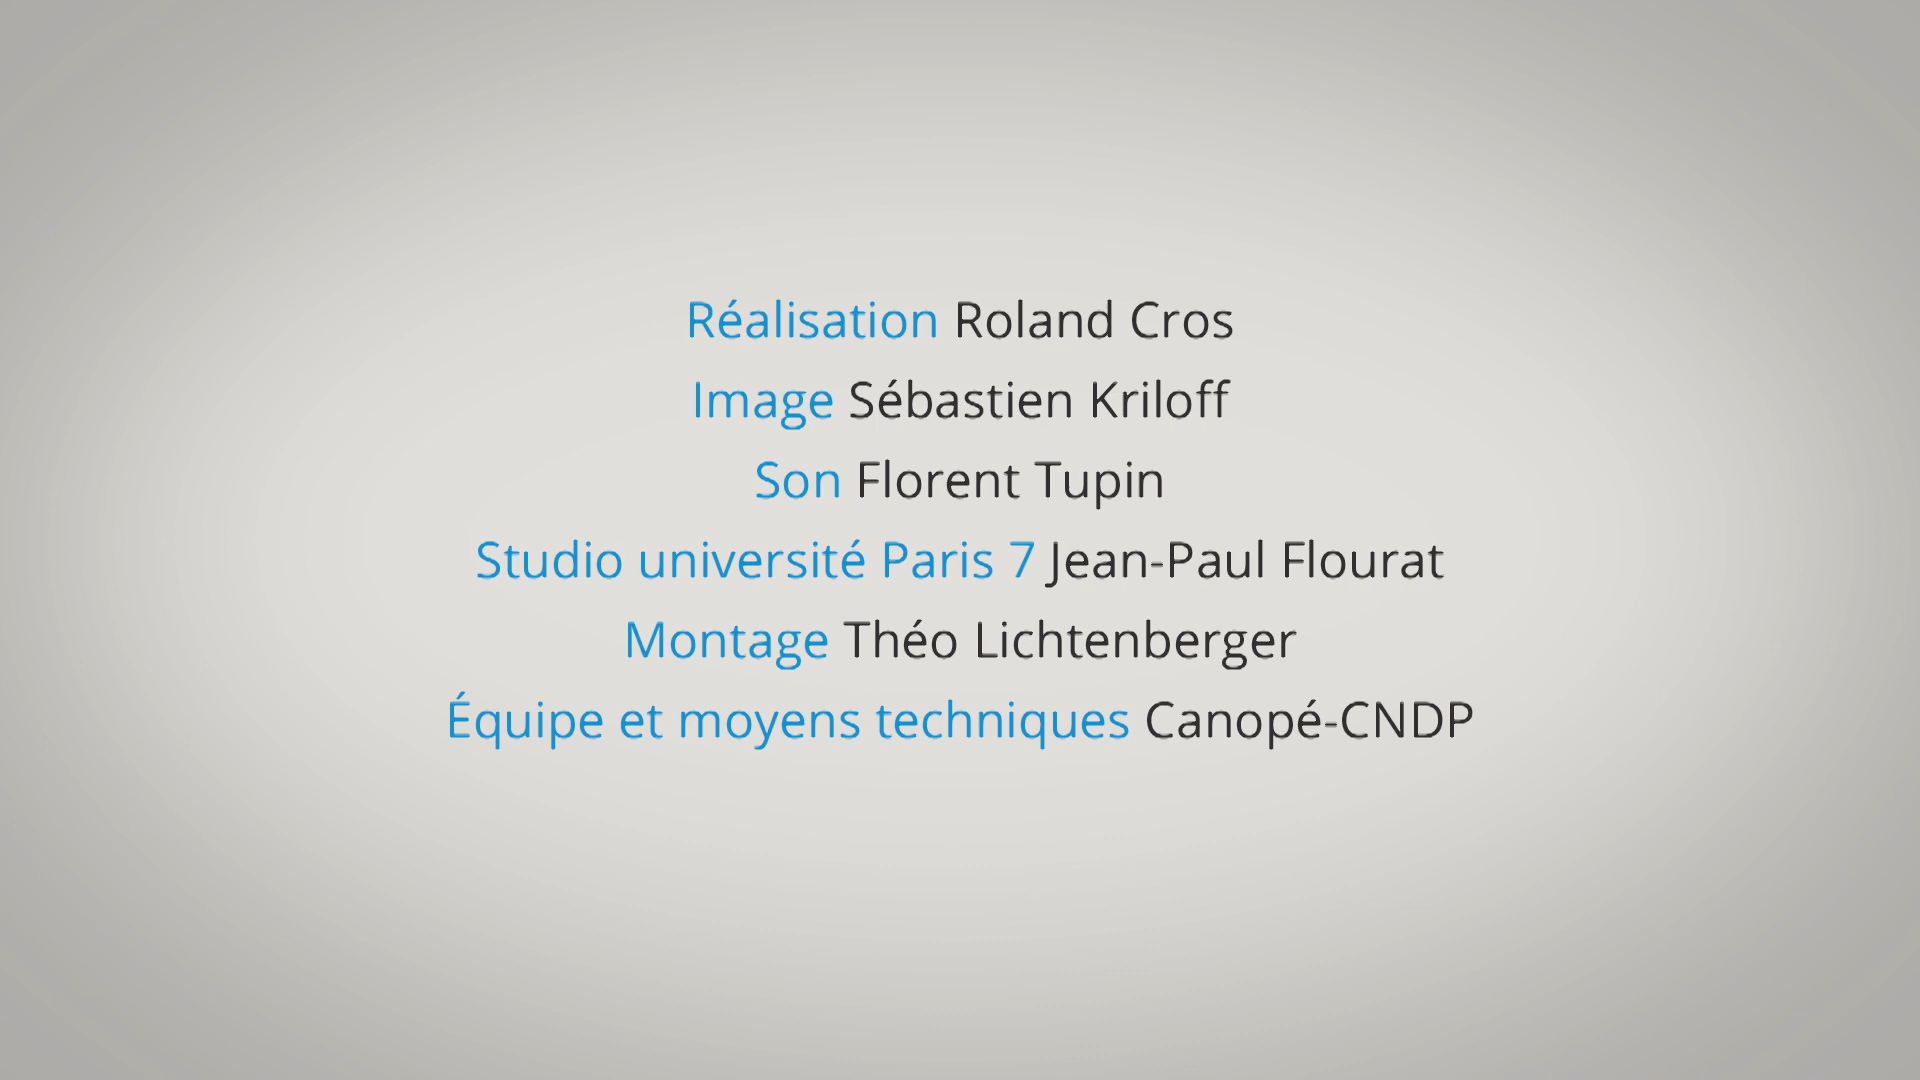 Réalisation Roland Cros
Image Sébastien Kriloff
Son Florent Tupin
Studio université Paris 7 Jean-Paul Flourat
Montage Théo Lichtenberger
Équipe et moyens techniques Canopé-CNDP